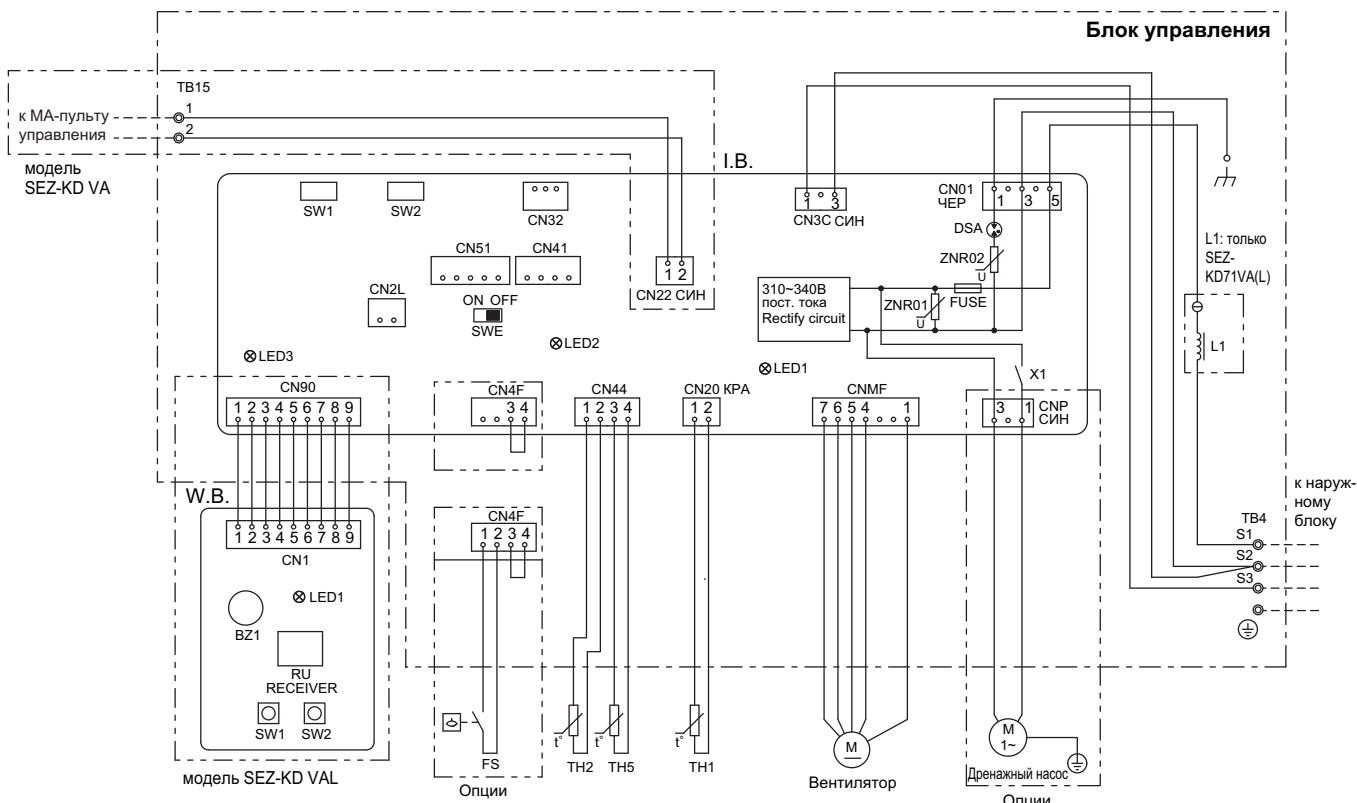 Блок управления
TB15
к МА-пульту
управления
1
2
модель
SEZ-KD VA
I.B.
SW1
SW2
CN32
CN51
CN41
CN2L
ON OFF
SWE
1 2
CN22 СИН
1 3
CN3C СИН
CN01
ЧЕР
1 3 5
DSA
ZNR02
U
310~340В
пост. тока
Rectify circuit
ZNR01
U
FUSE
L1: только
SEZ-
KD71VA(L)
L1
LED3
LED2
LED1
X1
CN90
1 2 3 4 5 6 7 8 9
CN4F
3 4
CN44
1 2 3 4
CN20 КРА
1 2
CNMF
7 6 5 4 1
3 1
CNP
СИН
W.B.
1 2 3 4 5 6 7 8 9
CN1
LED1
BZ1
RU
RECEIVER
SW1
SW2
модель SEZ-KD VAL
CN4F
1 2 3 4
FS
Опции
t°
TH2
t°
TH5
t°
TH1
M
Вентилятор
M
1~
Дренажный насос
Опции
к наруж-
ному
блоку
TB4
S1
S2
S3